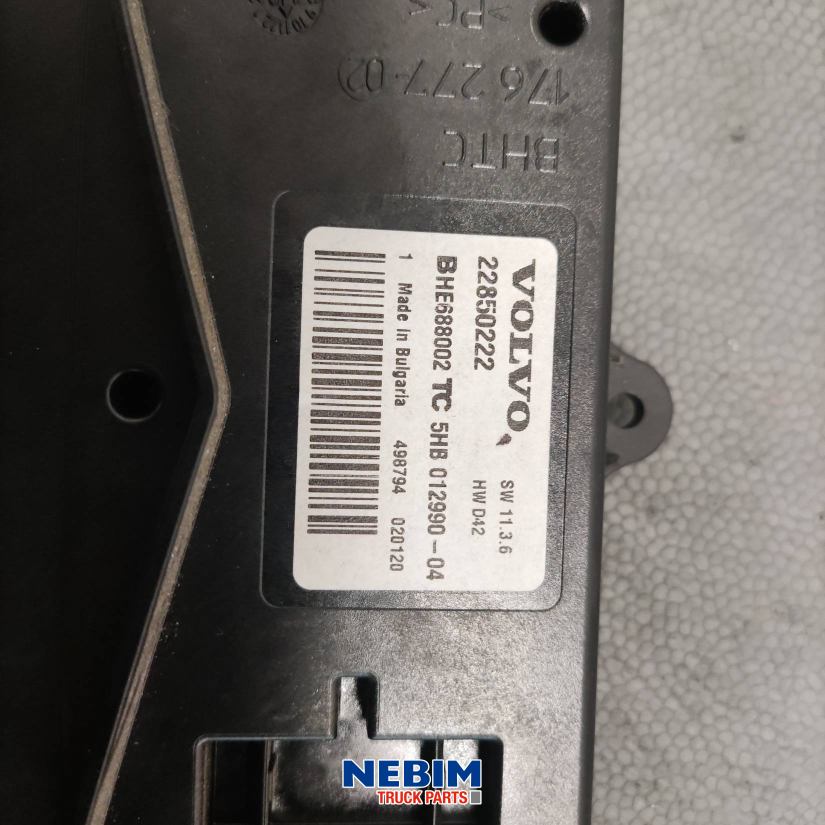 VOLVO
22850222
SW 11.3.6
HW D42
BHE688002 TC 5HB 012990-04
1 Made in Bulgaria 498794 020120
BHTC
176 277-02
>PC<
NEBIM
TRUCK PARTS